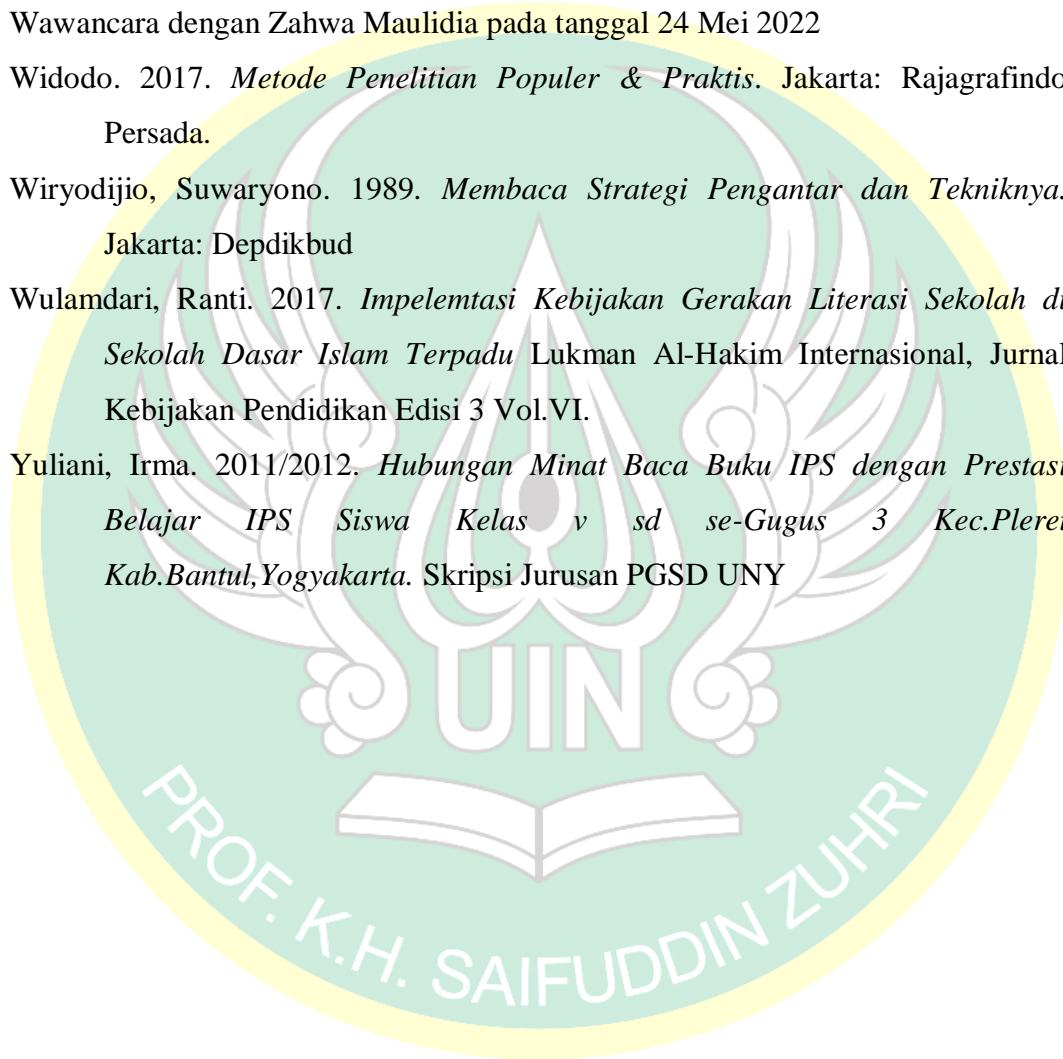 Wawancara dengan Zahwa Maulidia pada tanggal 24 Mei 2022
Widodo. 2017. Metode Penelitian Populer & Praktis. Jakarta: Rajagrafindo
Persada.
Wiryodijio, Suwaryono. 1989. Membaca Strategi Pengantar dan Tekniknya.
Jakarta: Depdikbud
Wulamdari, Ranti. 2017. Impelemtasi Kebijakan Gerakan Literasi Sekolah di
Sekolah Dasar Islam Terpadu Lukman Al-Hakim Internasional, Jurnal
Kebijakan Pendidikan Edisi 3 Vol.VI.
Yuliani, Irma. 2011/2012. Hubungan Minat Baca Buku IPS dengan Prestasi
Belajar IPS Siswa Kelas v sd se-Gugus 3 Kec.Pleret
Kab.Bantul,Yogyakarta. Skripsi Jurusan PGSD UNY
UIN
PROF. K.H. SAIFUDDIN ZUHRI